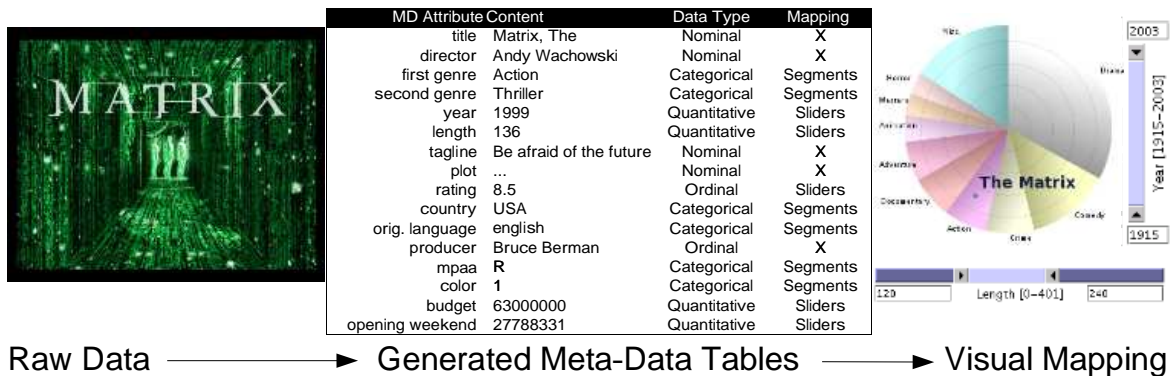 THE
MATRIX
MD Attribute Content Data Type Mapping
title Matrix, The Nominal X
director Andy Wachowski Nominal X
first genre Action Categorical Segments
second genre Thriller Categorical Segments
year 1999 Quantitative Sliders
length 136 Quantitative Sliders
tagline Be afraid of the future Nominal X
plot ... Nominal X
rating 8.5 Ordinal Sliders
country USA Categorical Segments
orig. language english Categorical Segments
producer Bruce Berman Ordinal X
mpaa R Categorical Segments
color 1 Categorical Segments
budget 63000000 Quantitative Sliders
opening weekend 27788331 Quantitative Sliders
Misc.
Drama
Horror
Animation
Adventure
Documentary
Action
Crime
Comedy
The Matrix
2003
Year [1915-2003]
1915
120 Length [0-401] 240
Raw Data Generated Meta-Data Tables Visual Mapping